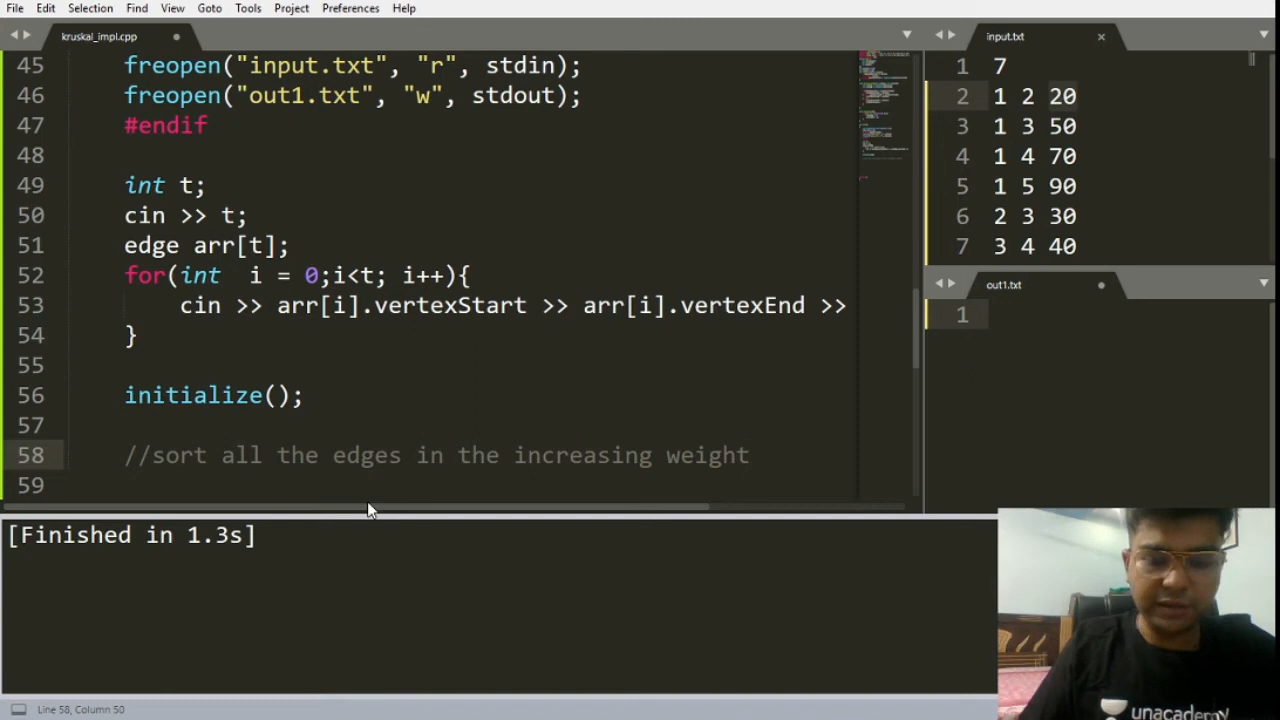 File Edit Selection Find View Goto Tools Project Preferences Help
kruskal_impl.cpp
45 freopen("input.txt", "r", stdin);
46 freopen("out1.txt", "w", stdout);
47 #endif
48
49 int t;
50 cin >> t;
51 edge arr[t];
52 for(int  i = 0;i<t; i++){
53 cin >> arr[i].vertexStart >> arr[i].vertexEnd >>
54 }
55
56 initialize();
57
58 //sort all the edges in the increasing weight
59
input.txt
1 7
2 1 2 20
3 1 3 50
4 1 4 70
5 1 5 90
6 2 3 30
7 3 4 40
out1.txt
1
[Finished in 1.3s]
unacademy
Line 58, Column 50